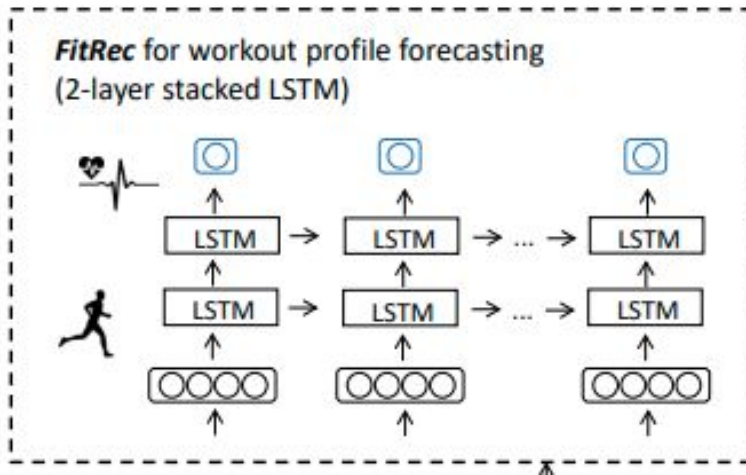 FitRec for workout profile forecasting
(2-layer stacked LSTM)
LSTM LSTM ... LSTM
LSTM LSTM ... LSTM